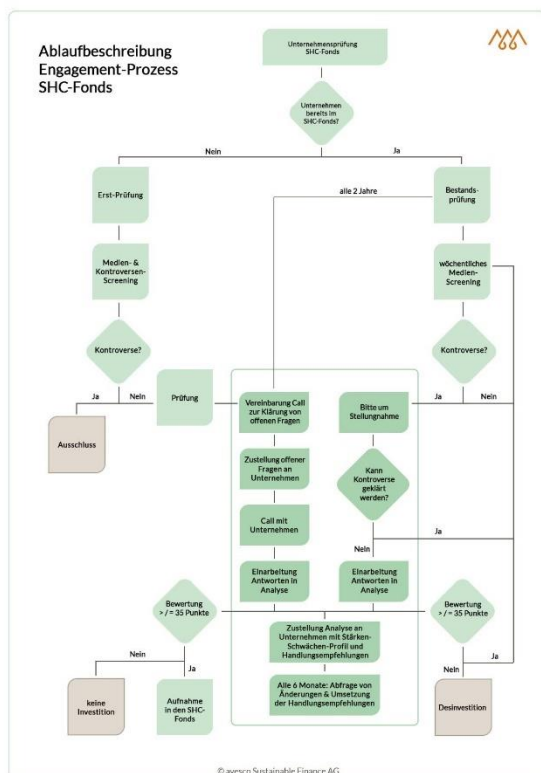 Ablaufbeschreibung
Engagement-Prozess
SHC-Fonds
Unternehmensprüfung
SHC-Fonds
Unternehmen
bereits im
SHC-Fonds?
Nein
Ja
Erst-Prüfung
alle 2 Jahre
Bestands-
prüfung
Medien- &
Kontroversen-
Screening
wöchentliches
Medien-
Screening
Kontroverse?
Kontroverse?
Ja
Nein
Prüfung
Vereinbarung Call
zur Klärung von
offenen Fragen
Bitte um
Stellungnahme
Ja
Nein
Ausschluss
Zustellung offener
Fragen an
Unternehmen
Kann
Kontroverse
geklärt
werden?
Call mit
Unternehmen
Ja
Nein
Einarbeitung
Antworten in
Analyse
Einarbeitung
Antworten in
Analyse
Bewertung
> / = 35 Punkte
Bewertung
> / = 35 Punkte
Zustellung Analyse an
Unternehmen mit Stärken-
Schwächen-Profil und
Handlungsempfehlungen
Nein
Ja
Ja
Nein
keine
Investition
Aufnahme
in den SHC-
Fonds
Alle 6 Monate: Abfrage von
Änderungen & Umsetzung
der Handlungsempfehlungen
Desinvestition
© avesco Sustainable Finance AG